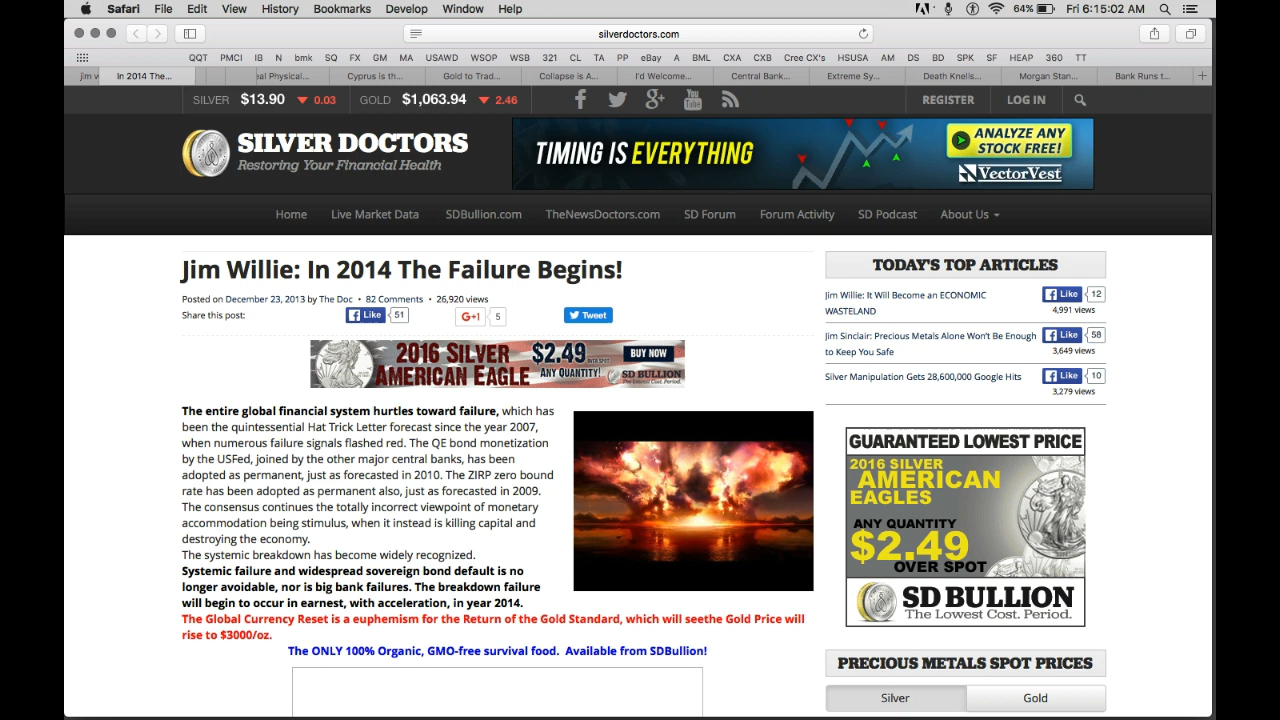 Safari File Edit View History Bookmarks Develop Window Help 64% Fri 6:15:02 AM
silverdoctors.com
QQT PMCI IB N bmk SQ FX GM MA USAWD WSOP WSB 321 CL TA PP eBay A BML CXA CXB Cree CX's HSUSA AM DS BD SPK SF HEAP 360 TT
jim w In 2014 The... al Physical... Cyprus is th... Gold to Trad... Collapse is A... I'd Welcome... Central Bank... Extreme Sy... Death Knells... Morgan Stan... Bank Runs t...
SILVER $13.90 0.03 GOLD $1,063.94 2.46 You Tube REGISTER LOG IN
SILVER DOCTORS
Restoring Your Financial Health
TIMING IS EVERYTHING
ANALYZE ANY
STOCK FREE!
VectorVest
Home Live Market Data SDBullion.com TheNewsDoctors.com SD Forum Forum Activity SD Podcast About Us
Jim Willie: In 2014 The Failure Begins!
Posted on December 23, 2013 by The Doc • 82 Comments • 26,920 views
Share this post: Like 51 G+1 5 Tweet
2016 SILVER
AMERICAN EAGLE
$2.49 OVER SPOT
ANY QUANTITY!
BUY NOW
SD BULLION
The Lowest Cost. Period.
The entire global financial system hurtles toward failure, which has
been the quintessential Hat Trick Letter forecast since the year 2007,
when numerous failure signals flashed red. The QE bond monetization
by the USFed, joined by the other major central banks, has been
adopted as permanent, just as forecasted in 2010. The ZIRP zero bound
rate has been adopted as permanent also, just as forecasted in 2009.
The consensus continues the totally incorrect viewpoint of monetary
accommodation being stimulus, when it instead is killing capital and
destroying the economy.
The systemic breakdown has become widely recognized.
Systemic failure and widespread sovereign bond default is no
longer avoidable, nor is big bank failures. The breakdown failure
will begin to occur in earnest, with acceleration, in year 2014.
The Global Currency Reset is a euphemism for the Return of the Gold Standard, which will seethe Gold Price will
rise to $3000/oz.
The ONLY 100% Organic, GMO-free survival food. Available from SDBullion!
TODAY'S TOP ARTICLES
Jim Willie: It Will Become an ECONOMIC
WASTELAND
Like 12
4,991 views
Jim Sinclair: Precious Metals Alone Won't Be Enough
to Keep You Safe
Like 58
3,649 views
Silver Manipulation Gets 28,600,000 Google Hits
Like 10
3,279 views
GUARANTEED LOWEST PRICE
2016 SILVER
AMERICAN
EAGLES
ANY QUANTITY
$2.49
OVER SPOT
SD BULLION
The Lowest Cost. Period.
PRECIOUS METALS SPOT PRICES
Silver Gold